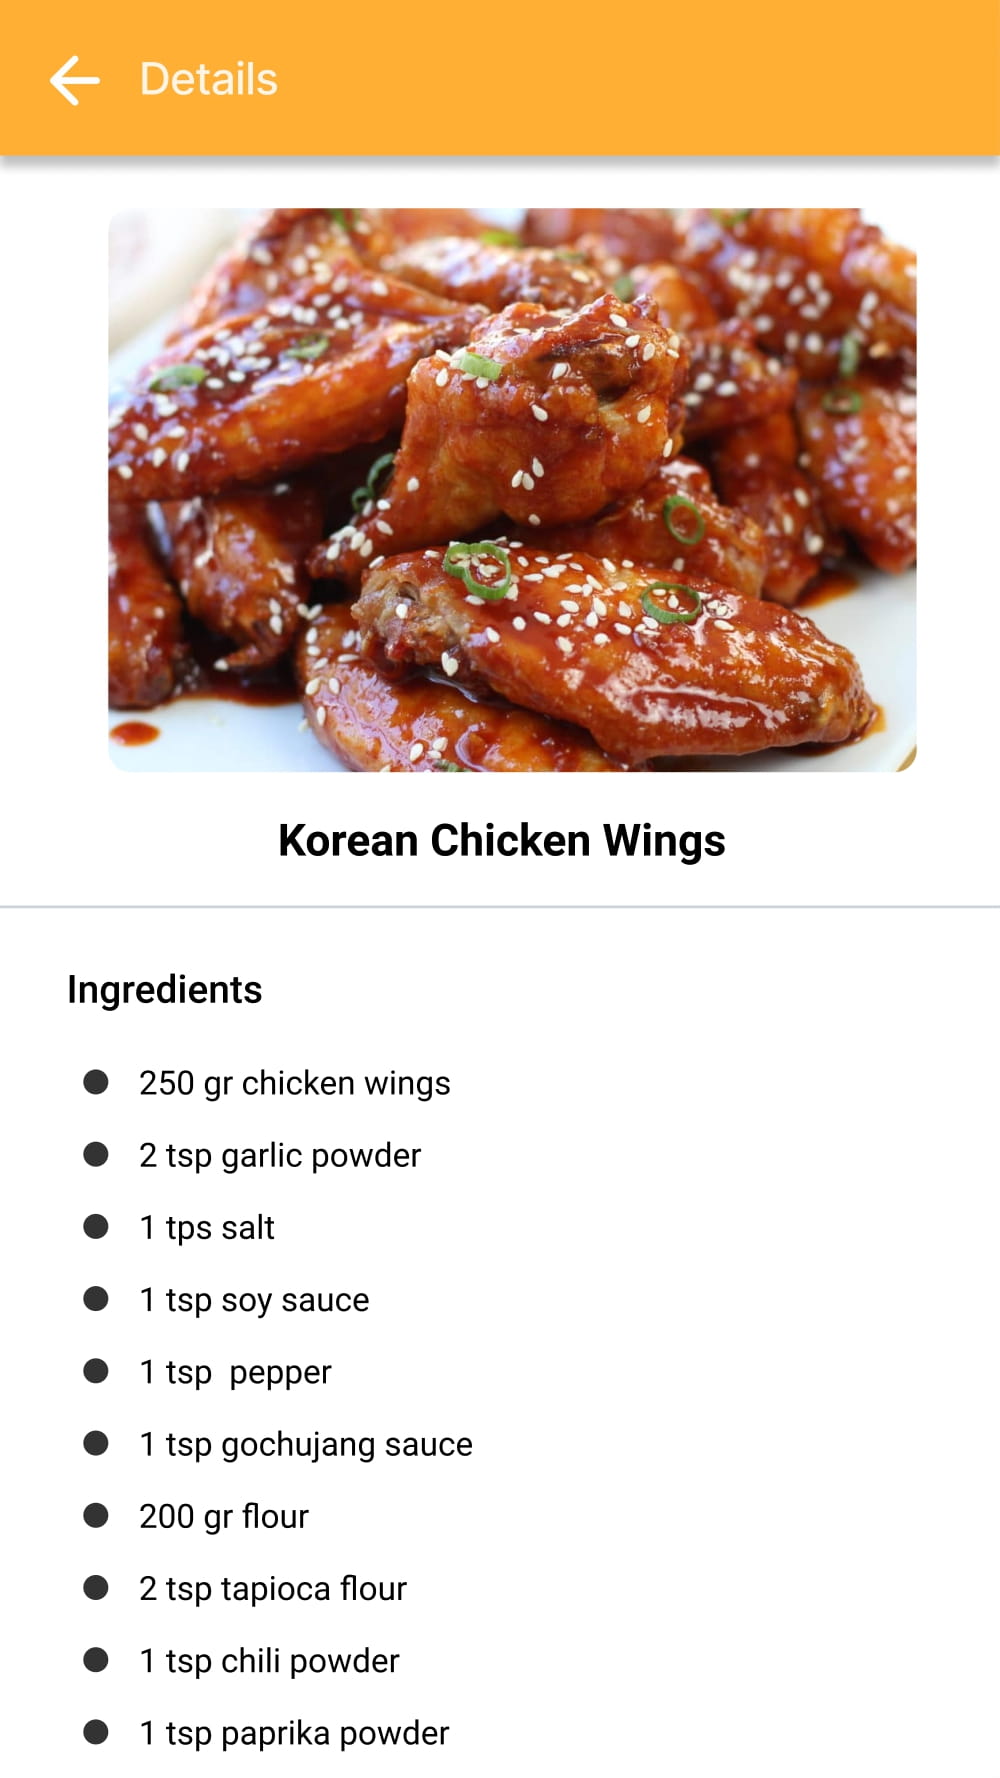 Details
Korean Chicken Wings
Ingredients
250 gr chicken wings
2 tsp garlic powder
1 tps salt
1 tsp soy sauce
1 tsp  pepper
1 tsp gochujang sauce
200 gr flour
2 tsp tapioca flour
1 tsp chili powder
1 tsp paprika powder